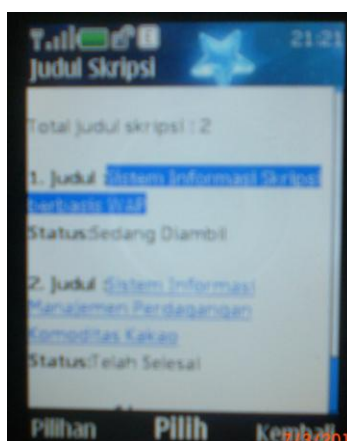 21:21
Judul Skripsi
Total judul skripsi : 2
1. Judul :Sistem Informasi Skripsi
berbasis WAP
Status:Sedang Diambil
2. Judul :Sistem Informasi
Manajemen Perdagangan
Komoditas Kakao
Status:Telah Selesai
Pilihan Pilih Kembali